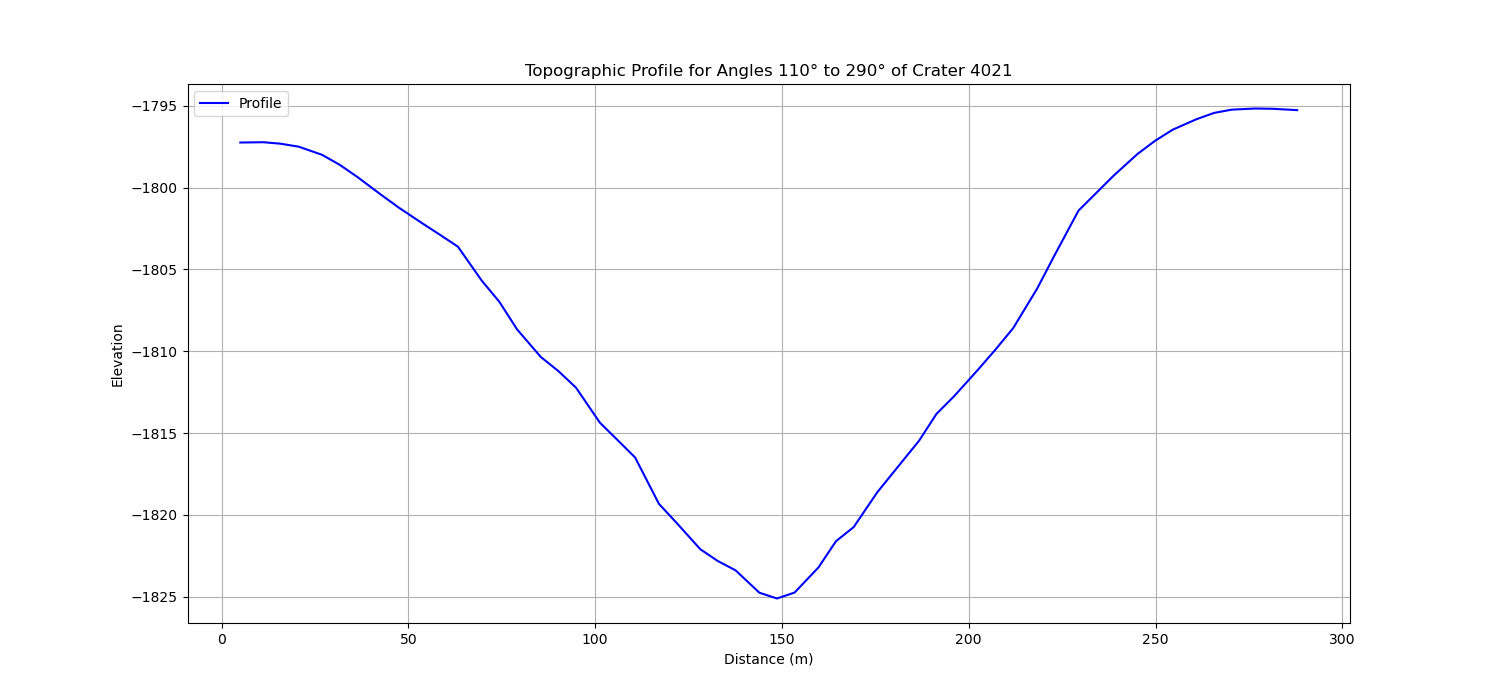 Topographic Profile for Angles 110° to 290° of Crater 4021
Profile
−1795
−1800
−1805
−1810
−1815
−1820
−1825
Elevation
0 50 100 150 200 250 300
Distance (m)